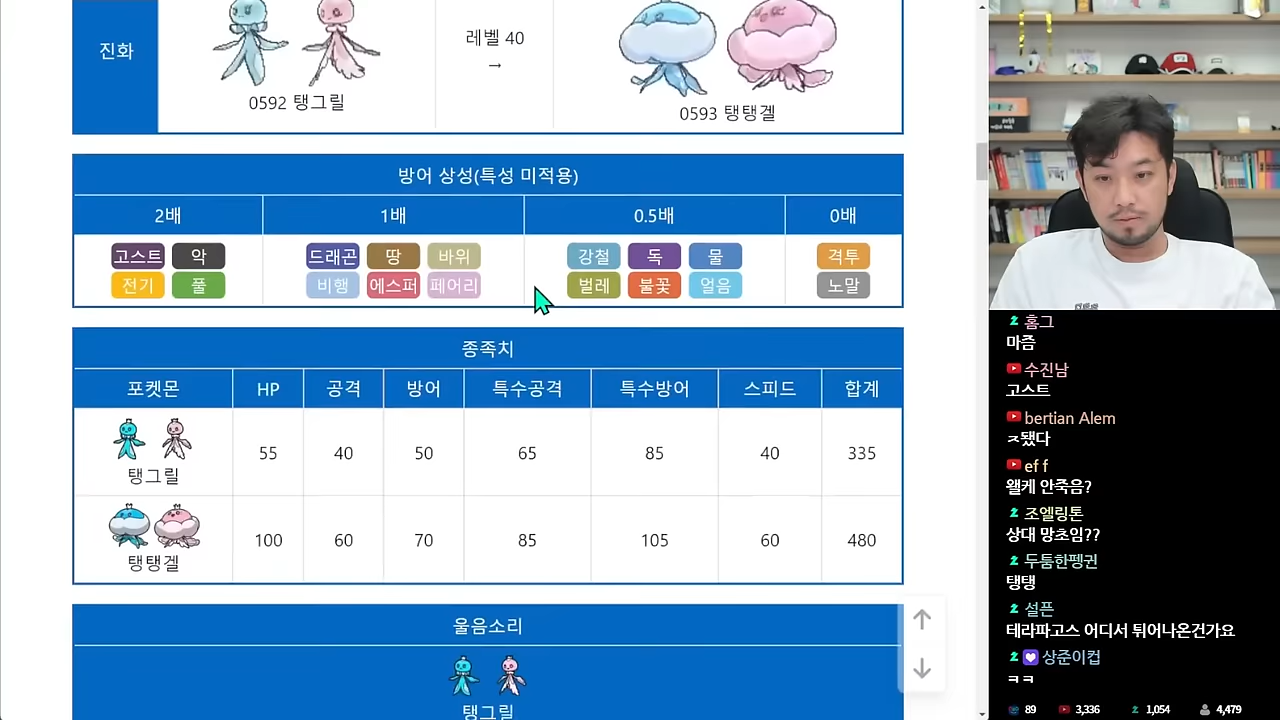 진화
레벨 40
→
0592 탱그릴
0593 탱탱겔
방어 상성(특성 미적용)
2배 1배 0.5배 0배
고스트 악 드래곤 땅 바위 강철 독 물 격투
전기 풀 비행 에스퍼 페어리 벌레 불꽃 얼음 노말
종족치
포켓몬 HP 공격 방어 특수공격 특수방어 스피드 합계
탱그릴 55 40 50 65 85 40 335
탱탱겔 100 60 70 85 105 60 480
울음소리
탱그릴
홈그
마즘
수진남
고스트
bertian Alem
ㅈ됐다
ef f
왤케 안죽음?
조엘링톤
상대 망초임??
두툼한펭귄
탱탱
설픈
테라파고스 어디서 튀어나온건가요
상준이컵
ㅋㅋ
89 3,336 1,054 4,479